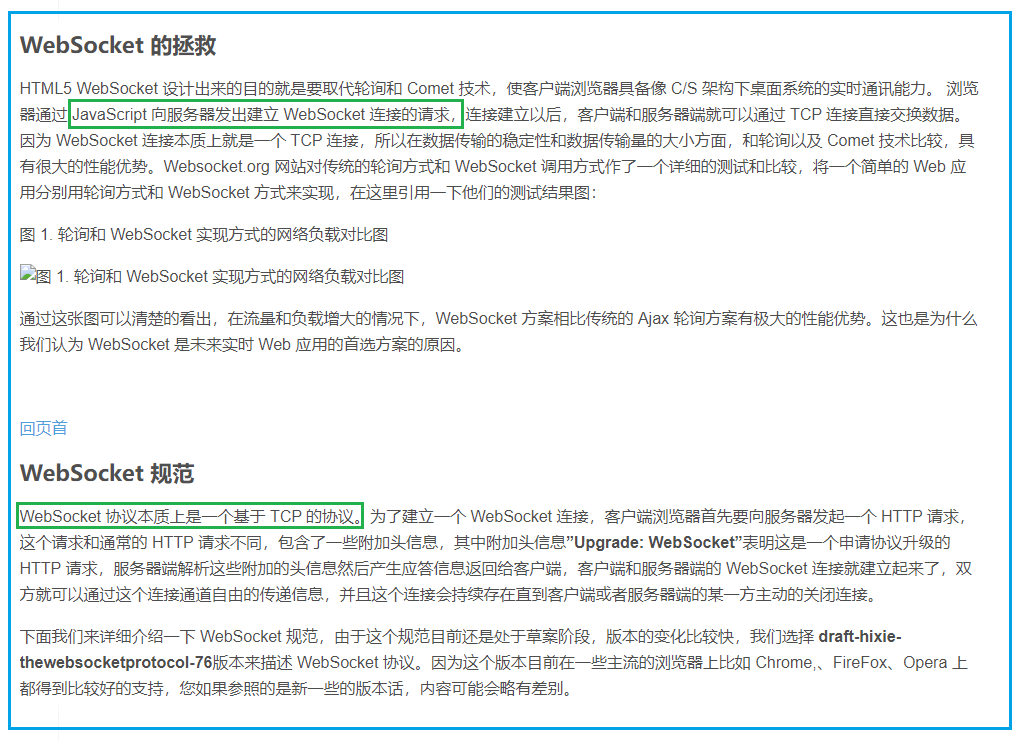 WebSocket 的拯救
HTML5 WebSocket 设计出来的目的就是要取代轮询和 Comet 技术，使客户端浏览器具备像 C/S 架构下桌面系统的实时通讯能力。 浏览
器通过 JavaScript 向服务器发出建立 WebSocket 连接的请求，连接建立以后，客户端和服务器端就可以通过 TCP 连接直接交换数据。
因为 WebSocket 连接本质上就是一个 TCP 连接，所以在数据传输的稳定性和数据传输量的大小方面，和轮询以及 Comet 技术比较，具
有很大的性能优势。Websocket.org 网站对传统的轮询方式和 WebSocket 调用方式作了一个详细的测试和比较，将一个简单的 Web 应
用分别用轮询方式和 WebSocket 方式来实现，在这里引用一下他们的测试结果图：
图 1. 轮询和 WebSocket 实现方式的网络负载对比图
图 1. 轮询和 WebSocket 实现方式的网络负载对比图
通过这张图可以清楚的看出，在流量和负载增大的情况下，WebSocket 方案相比传统的 Ajax 轮询方案有极大的性能优势。这也是为什么
我们认为 WebSocket 是未来实时 Web 应用的首选方案的原因。
回页首
WebSocket 规范
WebSocket 协议本质上是一个基于 TCP 的协议。为了建立一个 WebSocket 连接，客户端浏览器首先要向服务器发起一个 HTTP 请求，
这个请求和通常的 HTTP 请求不同，包含了一些附加头信息，其中附加头信息”Upgrade: WebSocket”表明这是一个申请协议升级的
HTTP 请求，服务器端解析这些附加的头信息然后产生应答信息返回给客户端，客户端和服务器端的 WebSocket 连接就建立起来了，双
方就可以通过这个连接通道自由的传递信息，并且这个连接会持续存在直到客户端或者服务器端的某一方主动的关闭连接。
下面我们来详细介绍一下 WebSocket 规范，由于这个规范目前还是处于草案阶段，版本的变化比较快，我们选择 draft-hixie-
thewebsocketprotocol-76版本来描述 WebSocket 协议。因为这个版本目前在一些主流的浏览器上比如 Chrome,、FireFox、Opera 上
都得到比较好的支持，您如果参照的是新一些的版本话，内容可能会略有差别。